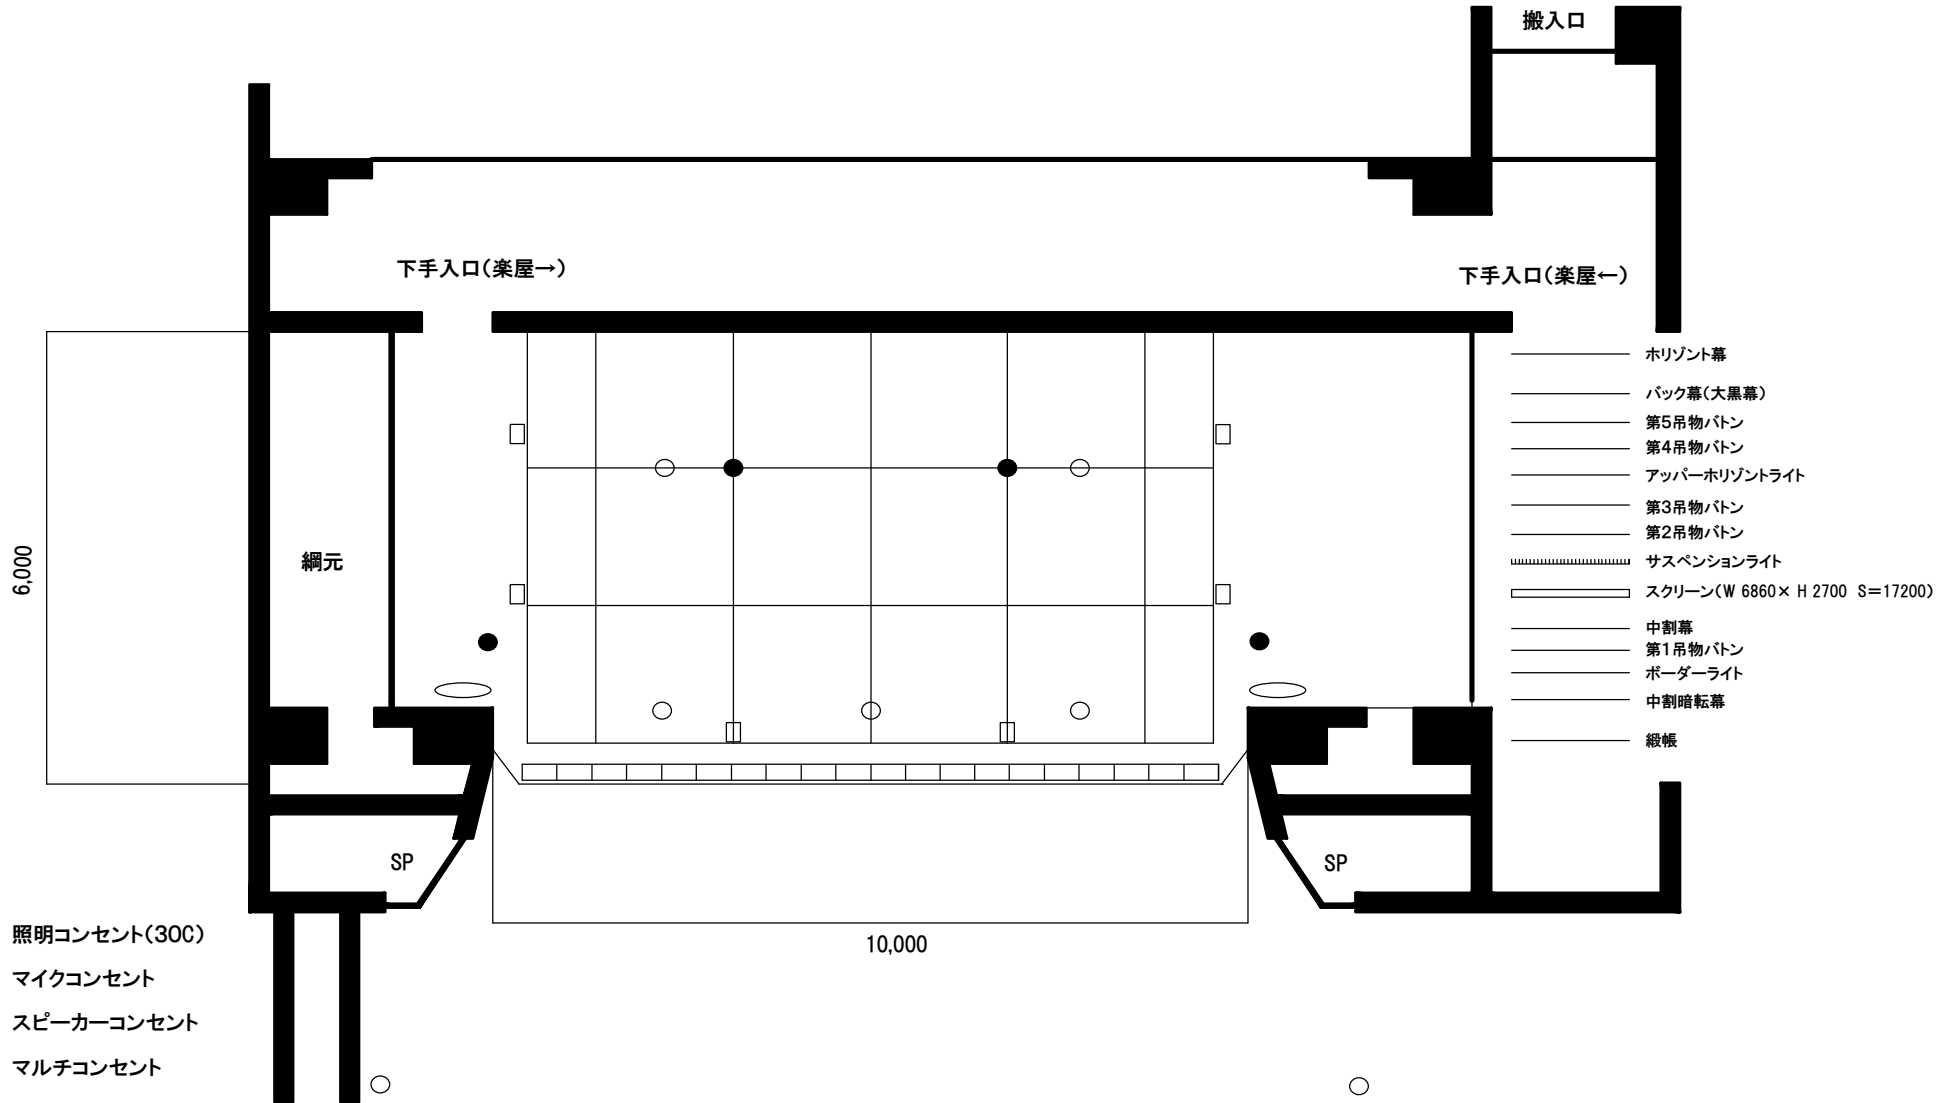 搬入口
下手入口(楽屋→)
下手入口(楽屋←)
ホリゾント幕
バック幕(大黒幕)
第5吊物バトン
第4吊物バトン
アッパーホリゾントライト
第3吊物バトン
第2吊物バトン
サスペンションライト
スクリーン(W 6860× H 2700 S=17200)
中割幕
第1吊物バトン
ボーダーライト
中割暗転幕
緞帳
6,000
綱元
SP
SP
10,000
照明コンセント(30C)
マイクコンセント
スピーカーコンセント
マルチコンセント